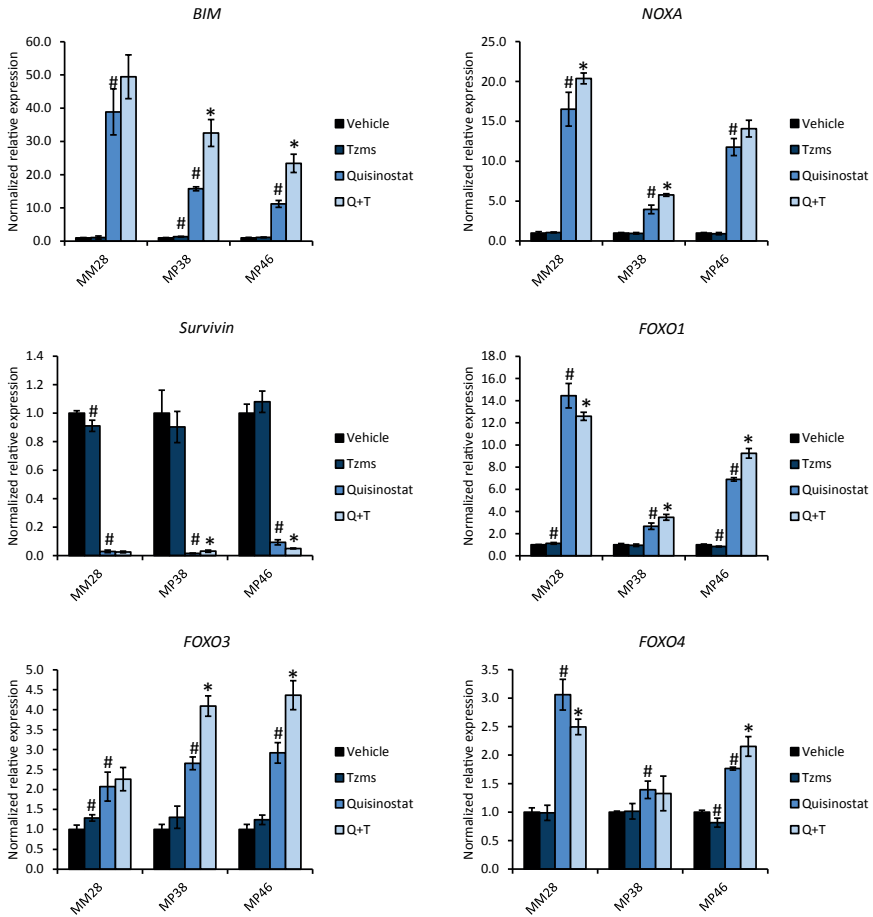 BIM
Normalized relative expression
60.0
50.0
40.0
30.0
20.0
10.0
0.0
#
#
#
*
#
*
MM28
MP38
MP46
Vehicle
Tzms
Quisinostat
Q+T
NOXA
Normalized relative expression
25.0
20.0
15.0
10.0
5.0
0.0
#
*
#
*
#
MM28
MP38
MP46
Vehicle
Tzms
Quisinostat
Q+T
Survivin
Normalized relative expression
1.4
1.2
1.0
0.8
0.6
0.4
0.2
0.0
#
#
#
*
#
*
MM28
MP38
MP46
Vehicle
Tzms
Quisinostat
Q+T
FOXO1
Normalized relative expression
18.0
16.0
14.0
12.0
10.0
8.0
6.0
4.0
2.0
0.0
#
#
*
#
*
#
#
*
MM28
MP38
MP46
Vehicle
Tzms
Quisinostat
Q+T
FOXO3
Normalized relative expression
5.0
4.5
4.0
3.5
3.0
2.5
2.0
1.5
1.0
0.5
0.0
#
#
#
*
#
*
MM28
MP38
MP46
Vehicle
Tzms
Quisinostat
Q+T
FOXO4
Normalized relative expression
3.5
3.0
2.5
2.0
1.5
1.0
0.5
0.0
#
*
#
#
#
*
MM28
MP38
MP46
Vehicle
Tzms
Quisinostat
Q+T